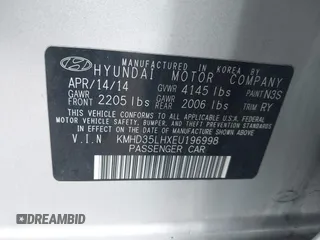 MANUFACTURED IN KOREA BY
HYUNDAI MOTOR COMPANY
APR/14/14 GVWR 4145 lbs PAINT N3S
GAWR FRONT 2205 lbs GAWR REAR 2006 lbs TRIM RY
THIS VEHICLE CONFORMS TO ALL APPLICABLE
U.S. FEDERAL MOTOR VEHICLE SAFETY,
BUMPER, AND THEFT PREVENTION STANDARDS
IN EFFECT ON THE DATE OF MANUFACTURE
SHOWN ABOVE.
V.I.N KMHD35LHXEU196998
PASSENGER CAR
DREAMBID